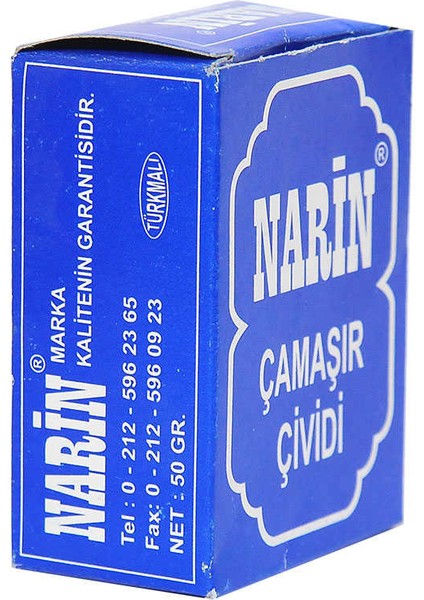 NARİN®
ÇAMAŞIR
ÇİVİDİ
NARİN® MARKA
KALİTENİN GARANTİSİDİR.
TÜRKMALI
Tel : 0 - 212 - 596 23 65
Fax: 0 - 212 - 596 09 23
NET : 50 GR.